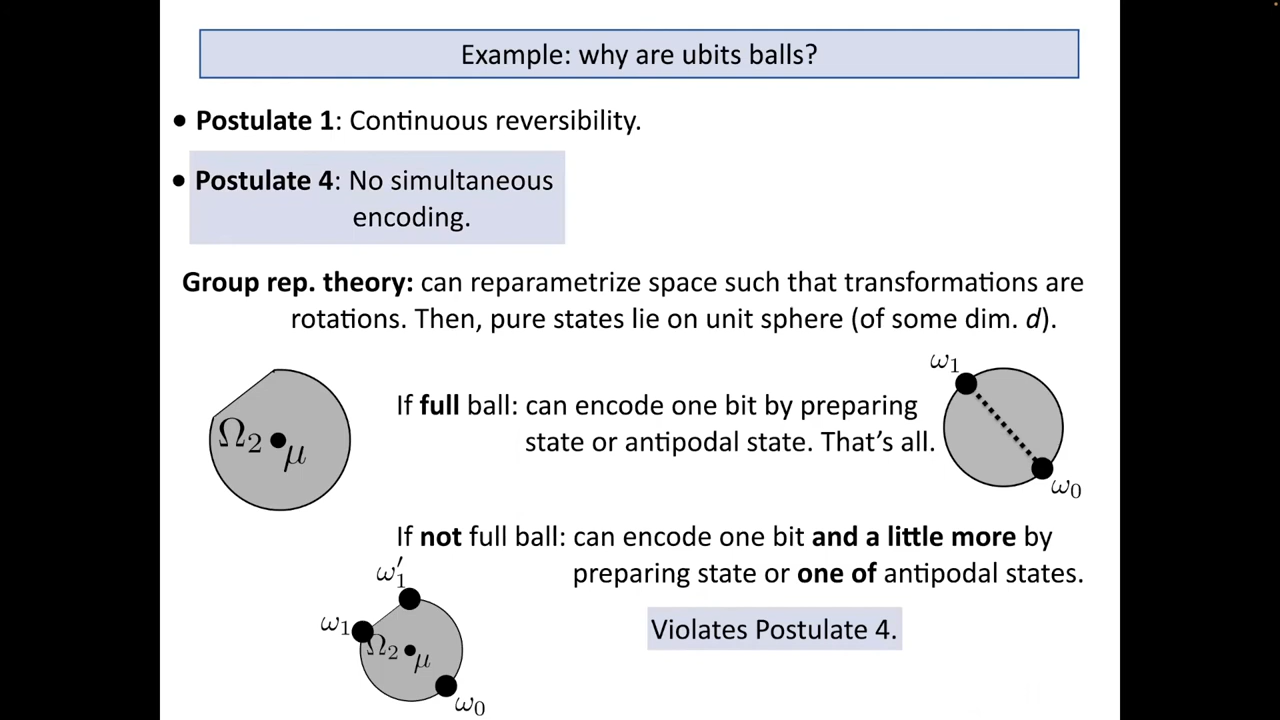 Example: why are ubits balls?
• Postulate 1: Continuous reversibility.
• Postulate 4: No simultaneous
encoding.
Group rep. theory: can reparametrize space such that transformations are
rotations. Then, pure states lie on unit sphere (of some dim. d).
Ω₂ μ
If full ball: can encode one bit by preparing
state or antipodal state. That's all.
ω₁
ω₀
If not full ball: can encode one bit and a little more by
preparing state or one of antipodal states.
ω₁′
ω₁
Ω₂ μ
ω₀
Violates Postulate 4.